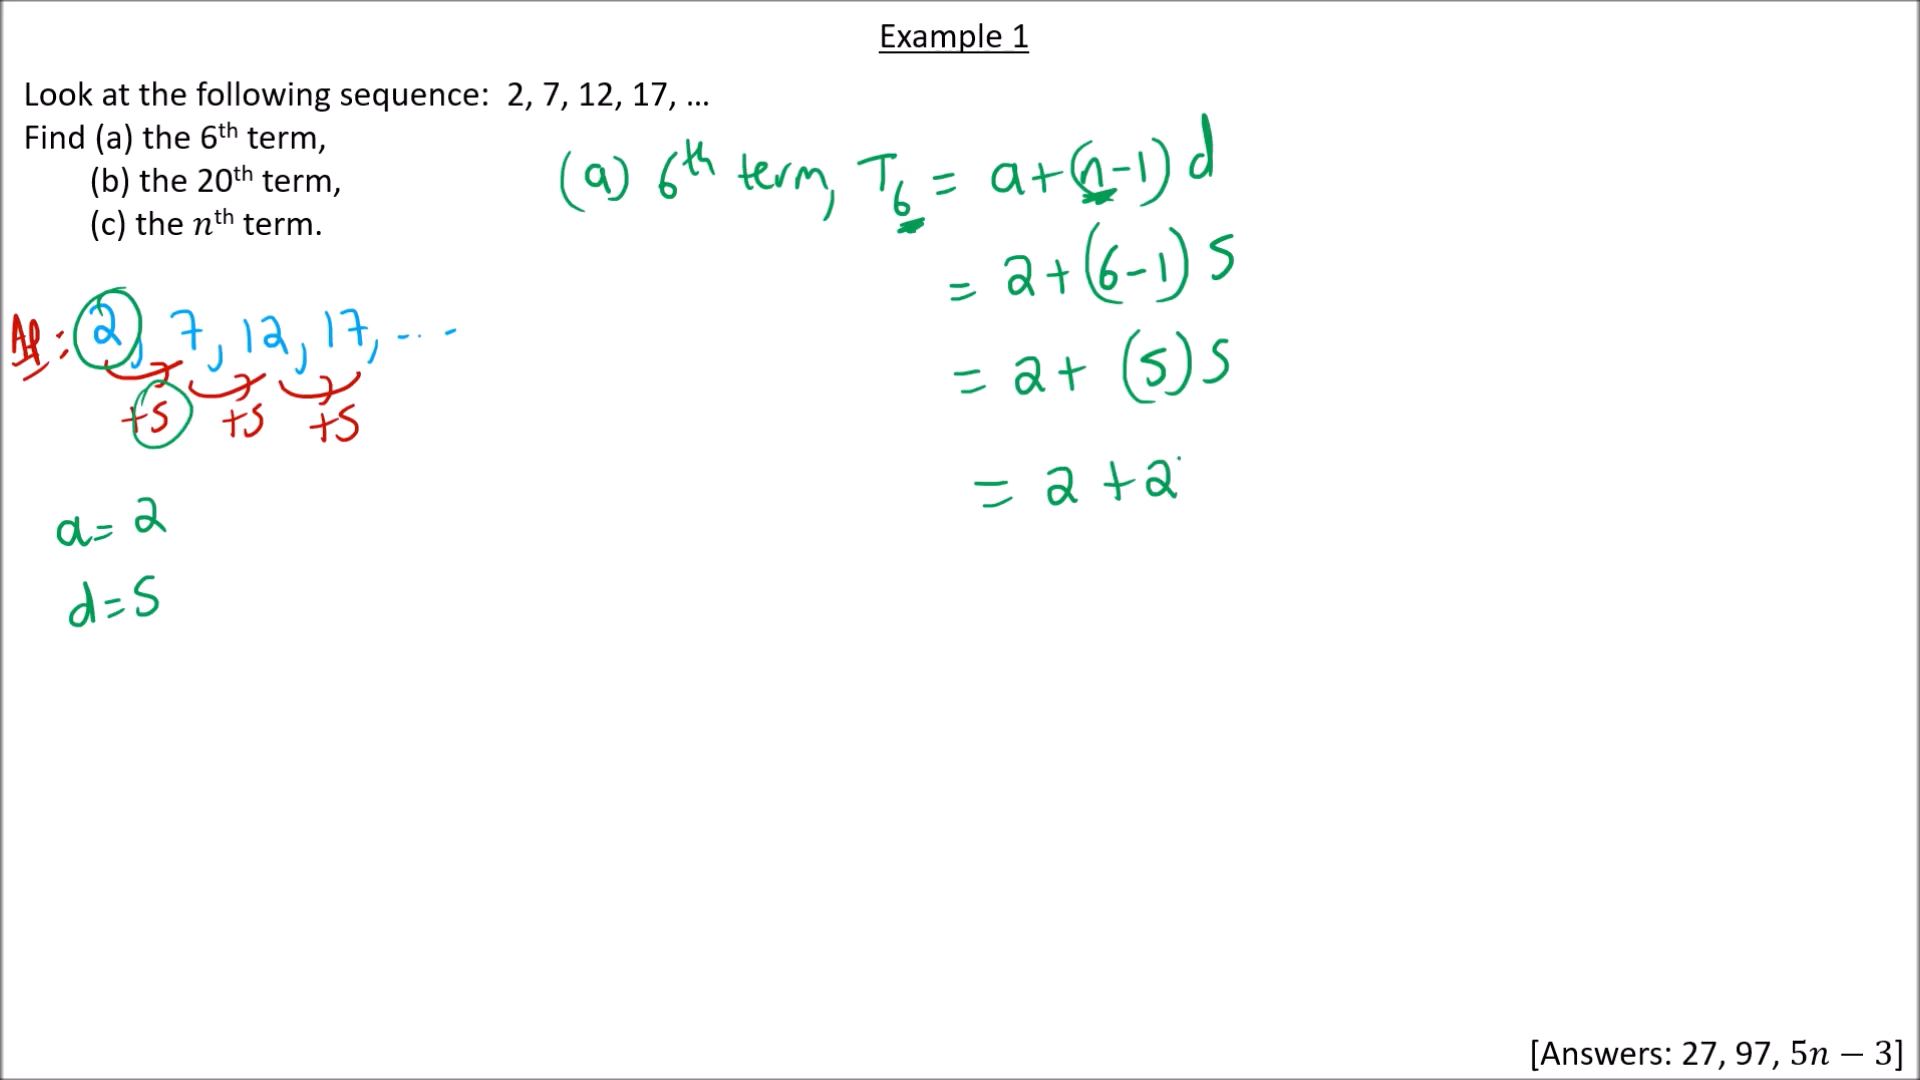 Example 1
Look at the following sequence: 2, 7, 12, 17, ...
Find (a) the 6th term,
(b) the 20th term,
(c) the n th term.
(a) 6th term, T6 = a+(n-1) d
= 2+(6-1) 5
= 2+ (5) 5
= 2 +2
AP: 2, 7, 12, 17, ...
+5 +5 +5
a= 2
d=5
[Answers: 27, 97, 5n − 3]